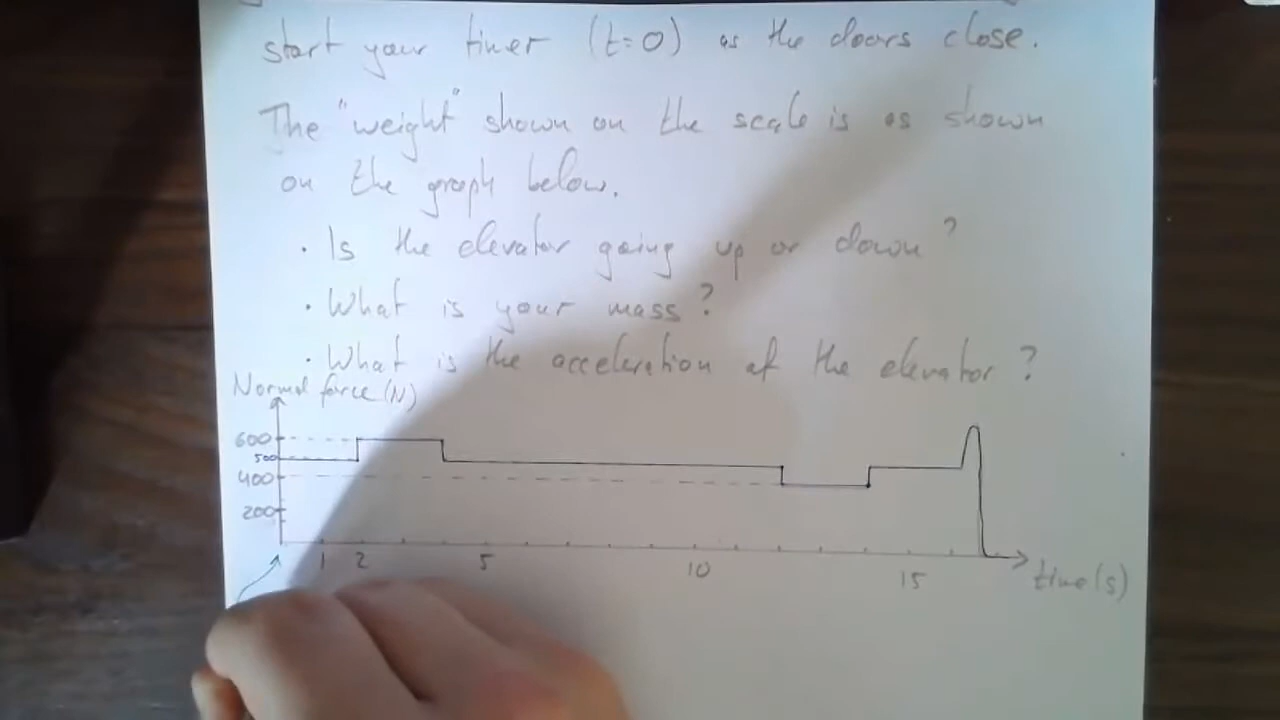 start your timer (t=0) as the doors close.
The "weight" shown on the scale is as shown
on the graph below.
• Is the elevator going up or down?
• What is your mass?
• What is the acceleration of the elevator?
Normal force (N)
600
500
400
200
1 2 5 10 15 time (s)